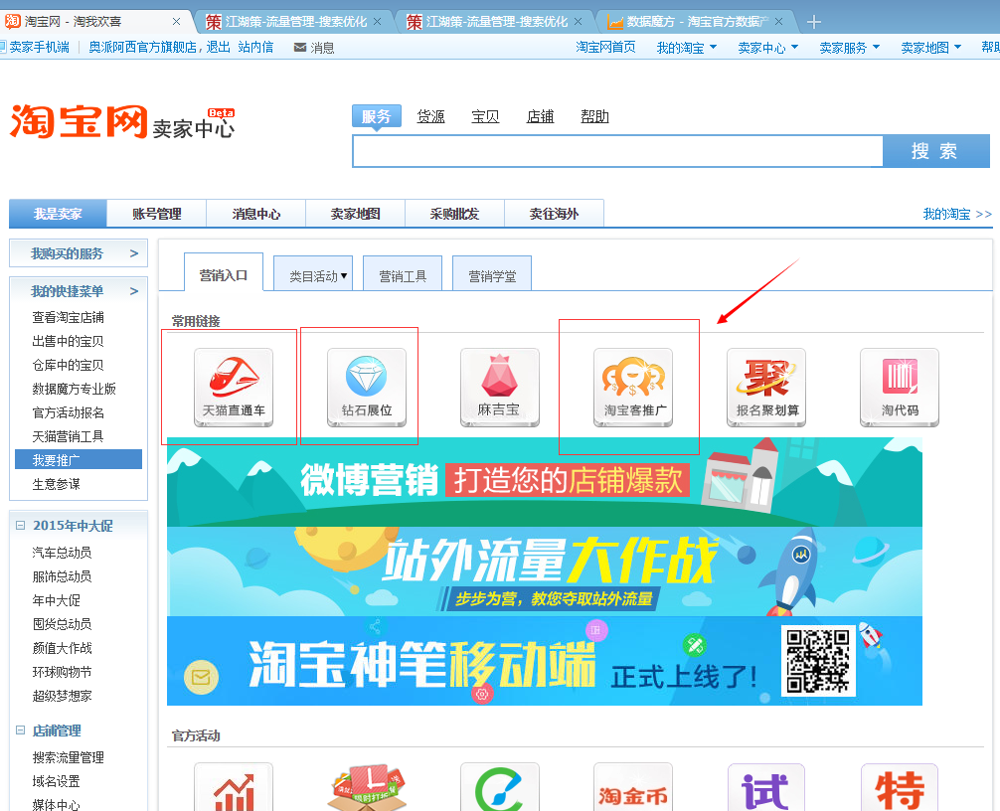 淘宝网 - 淘我欢喜
江湖策-流量管理-搜索优化
江湖策-流量管理-搜索优化
数据魔方 - 淘宝官方数据产
卖家手机端 奥派阿西官方旗舰店，退出 站内信 消息 淘宝网首页 我的淘宝 卖家中心 卖家服务 卖家地图 帮助
淘宝网 卖家中心 Beta
服务 货源 宝贝 店铺 帮助
搜 索
我是卖家 账号管理 消息中心 卖家地图 采购批发 卖往海外 我的淘宝 >>
我购买的服务 >
我的快捷菜单 >
查看淘宝店铺
出售中的宝贝
仓库中的宝贝
数据魔方专业版
官方活动报名
天猫营销工具
我要推广
生意参谋
2015年中大促
汽车总动员
服饰总动员
年中大促
囤货总动员
颜值大作战
环球购物节
超级梦想家
店铺管理
搜索流量管理
域名设置
媒体中心
营销入口 类目活动 营销工具 营销学堂
常用链接
天猫直通车 钻石展位 麻吉宝 淘宝客推广 聚 报名聚划算 淘代码
微博营销 打造您的店铺爆款
站外流量大作战
步步为营，教您夺取站外流量
淘宝神笔移动端 正式上线了！
官方活动
限时打折
淘金币
试
特